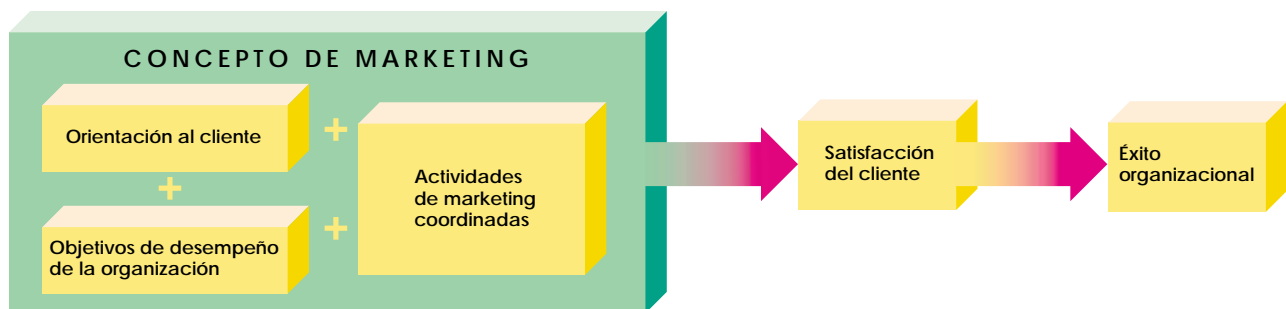 CONCEPTO DE MARKETING
Orientación al cliente
+
+
Objetivos de desempeño
de la organización
+
Actividades
de marketing
coordinadas
Satisfacción
del cliente
Éxito
organizacional